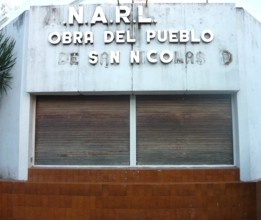 N.A.R.L.
OBRA DEL PUEBLO
DE SAN NICOLAS D